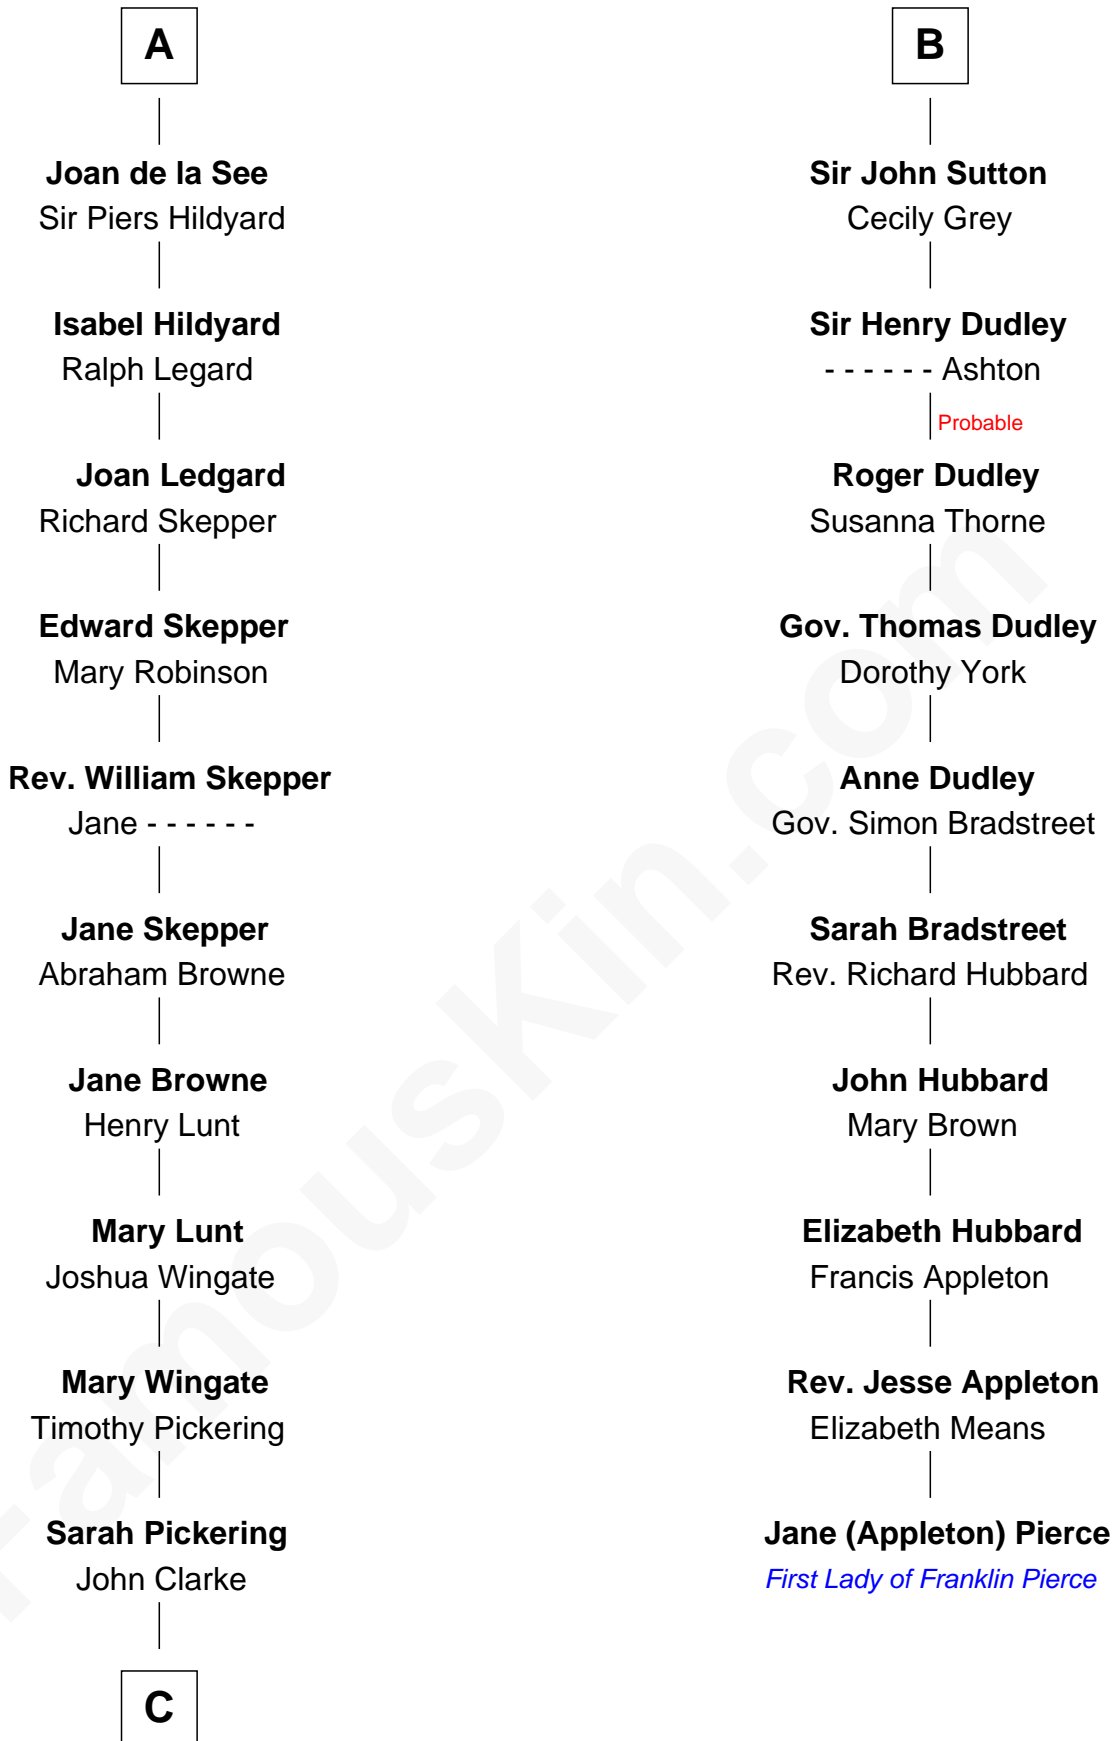 A
Joan de la See
Sir Piers Hildyard
Isabel Hildyard
Ralph Legard
Joan Ledgard
Richard Skepper
Edward Skepper
Mary Robinson
Rev. William Skepper
Jane - - - - - -
Jane Skepper
Abraham Browne
Jane Browne
Henry Lunt
Mary Lunt
Joshua Wingate
Mary Wingate
Timothy Pickering
Sarah Pickering
John Clarke
C
B
Sir John Sutton
Cecily Grey
Sir Henry Dudley
- - - - - - Ashton
Probable
Roger Dudley
Susanna Thorne
Gov. Thomas Dudley
Dorothy York
Anne Dudley
Gov. Simon Bradstreet
Sarah Bradstreet
Rev. Richard Hubbard
John Hubbard
Mary Brown
Elizabeth Hubbard
Francis Appleton
Rev. Jesse Appleton
Elizabeth Means
Jane (Appleton) Pierce
First Lady of Franklin Pierce
FamousKin.com